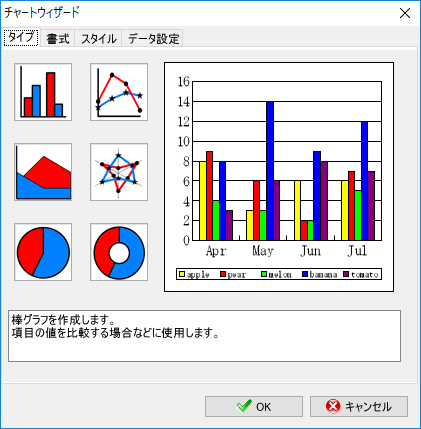 チャートウィザード
タイプ 書式 スタイル データ設定
16
14
12
10
8
6
4
2
0
Apr May Jun Jul
apple pear melon bamana tomato
棒グラフを作成します。
項目の値を比較する場合などに使用します。
OK キャンセル